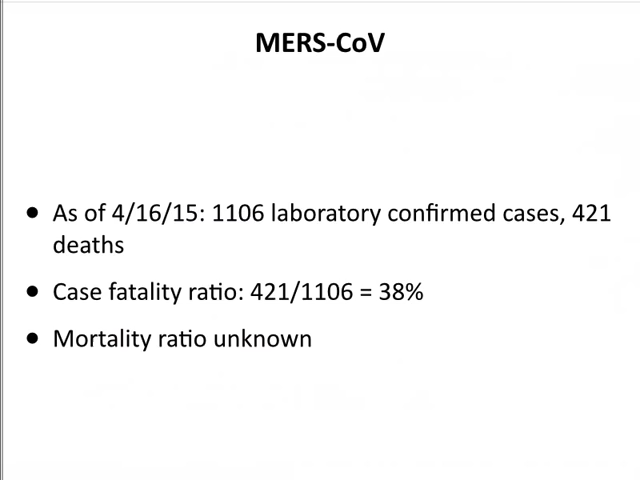 MERS-CoV
• As of 4/16/15: 1106 laboratory confirmed cases, 421
deaths
• Case fatality ratio: 421/1106 = 38%
• Mortality ratio unknown